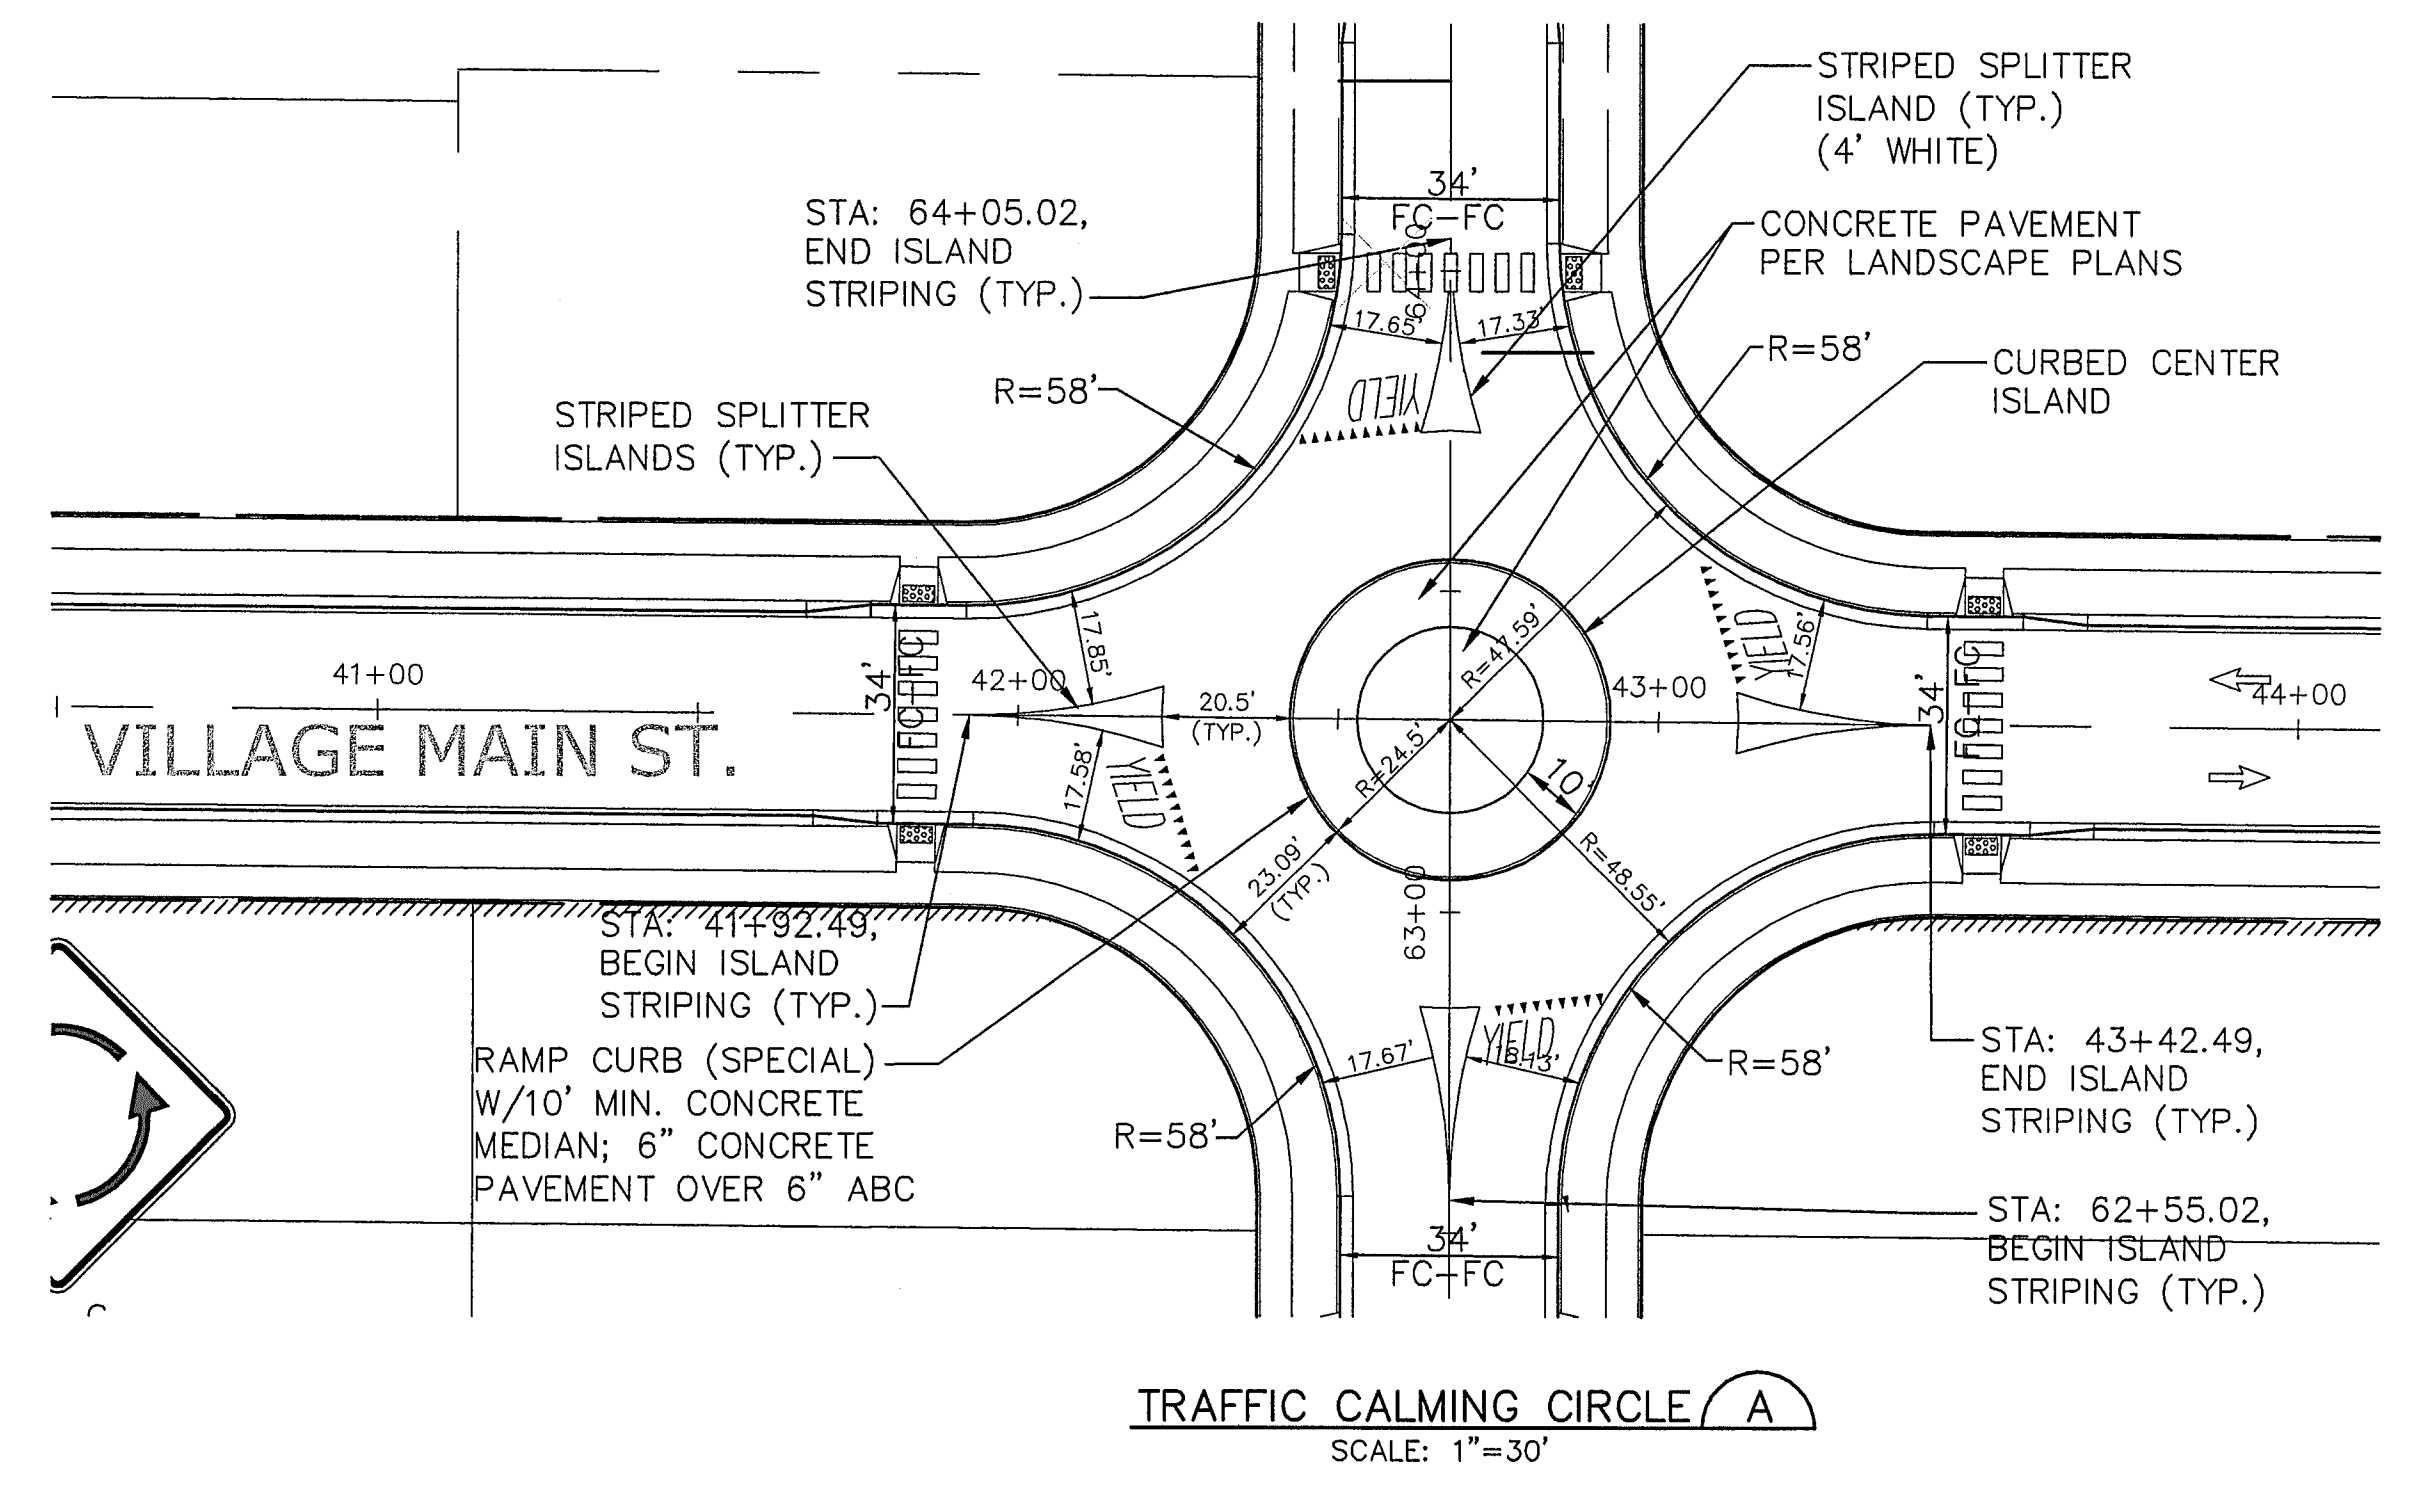 STRIPED SPLITTER
ISLAND (TYP.)
(4' WHITE)
34'
FC-FC
STA: 64+05.02,
END ISLAND
STRIPING (TYP.)
CONCRETE PAVEMENT
PER LANDSCAPE PLANS
64+00
17.65'
17.33'
YIELD
R=58'
R=58'
CURBED CENTER
ISLAND
STRIPED SPLITTER
ISLANDS (TYP.)
41+00
VILLAGE MAIN ST.
34'
FC-FC
42+00
17.85'
17.58'
YIELD
20.5'
(TYP.)
R=47.59'
R=24.5'
10'
R=48.55'
23.09'
(TYP.)
63+00
43+00
YIELD
17.56'
34'
FC-FC
44+00
STA: 41+92.49,
BEGIN ISLAND
STRIPING (TYP.)
RAMP CURB (SPECIAL)
W/10' MIN. CONCRETE
MEDIAN; 6" CONCRETE
PAVEMENT OVER 6" ABC
17.67'
YIELD
18.13'
R=58'
R=58'
STA: 43+42.49,
END ISLAND
STRIPING (TYP.)
STA: 62+55.02,
BEGIN ISLAND
STRIPING (TYP.)
34'
FC-FC
TRAFFIC CALMING CIRCLE A
SCALE: 1"=30'